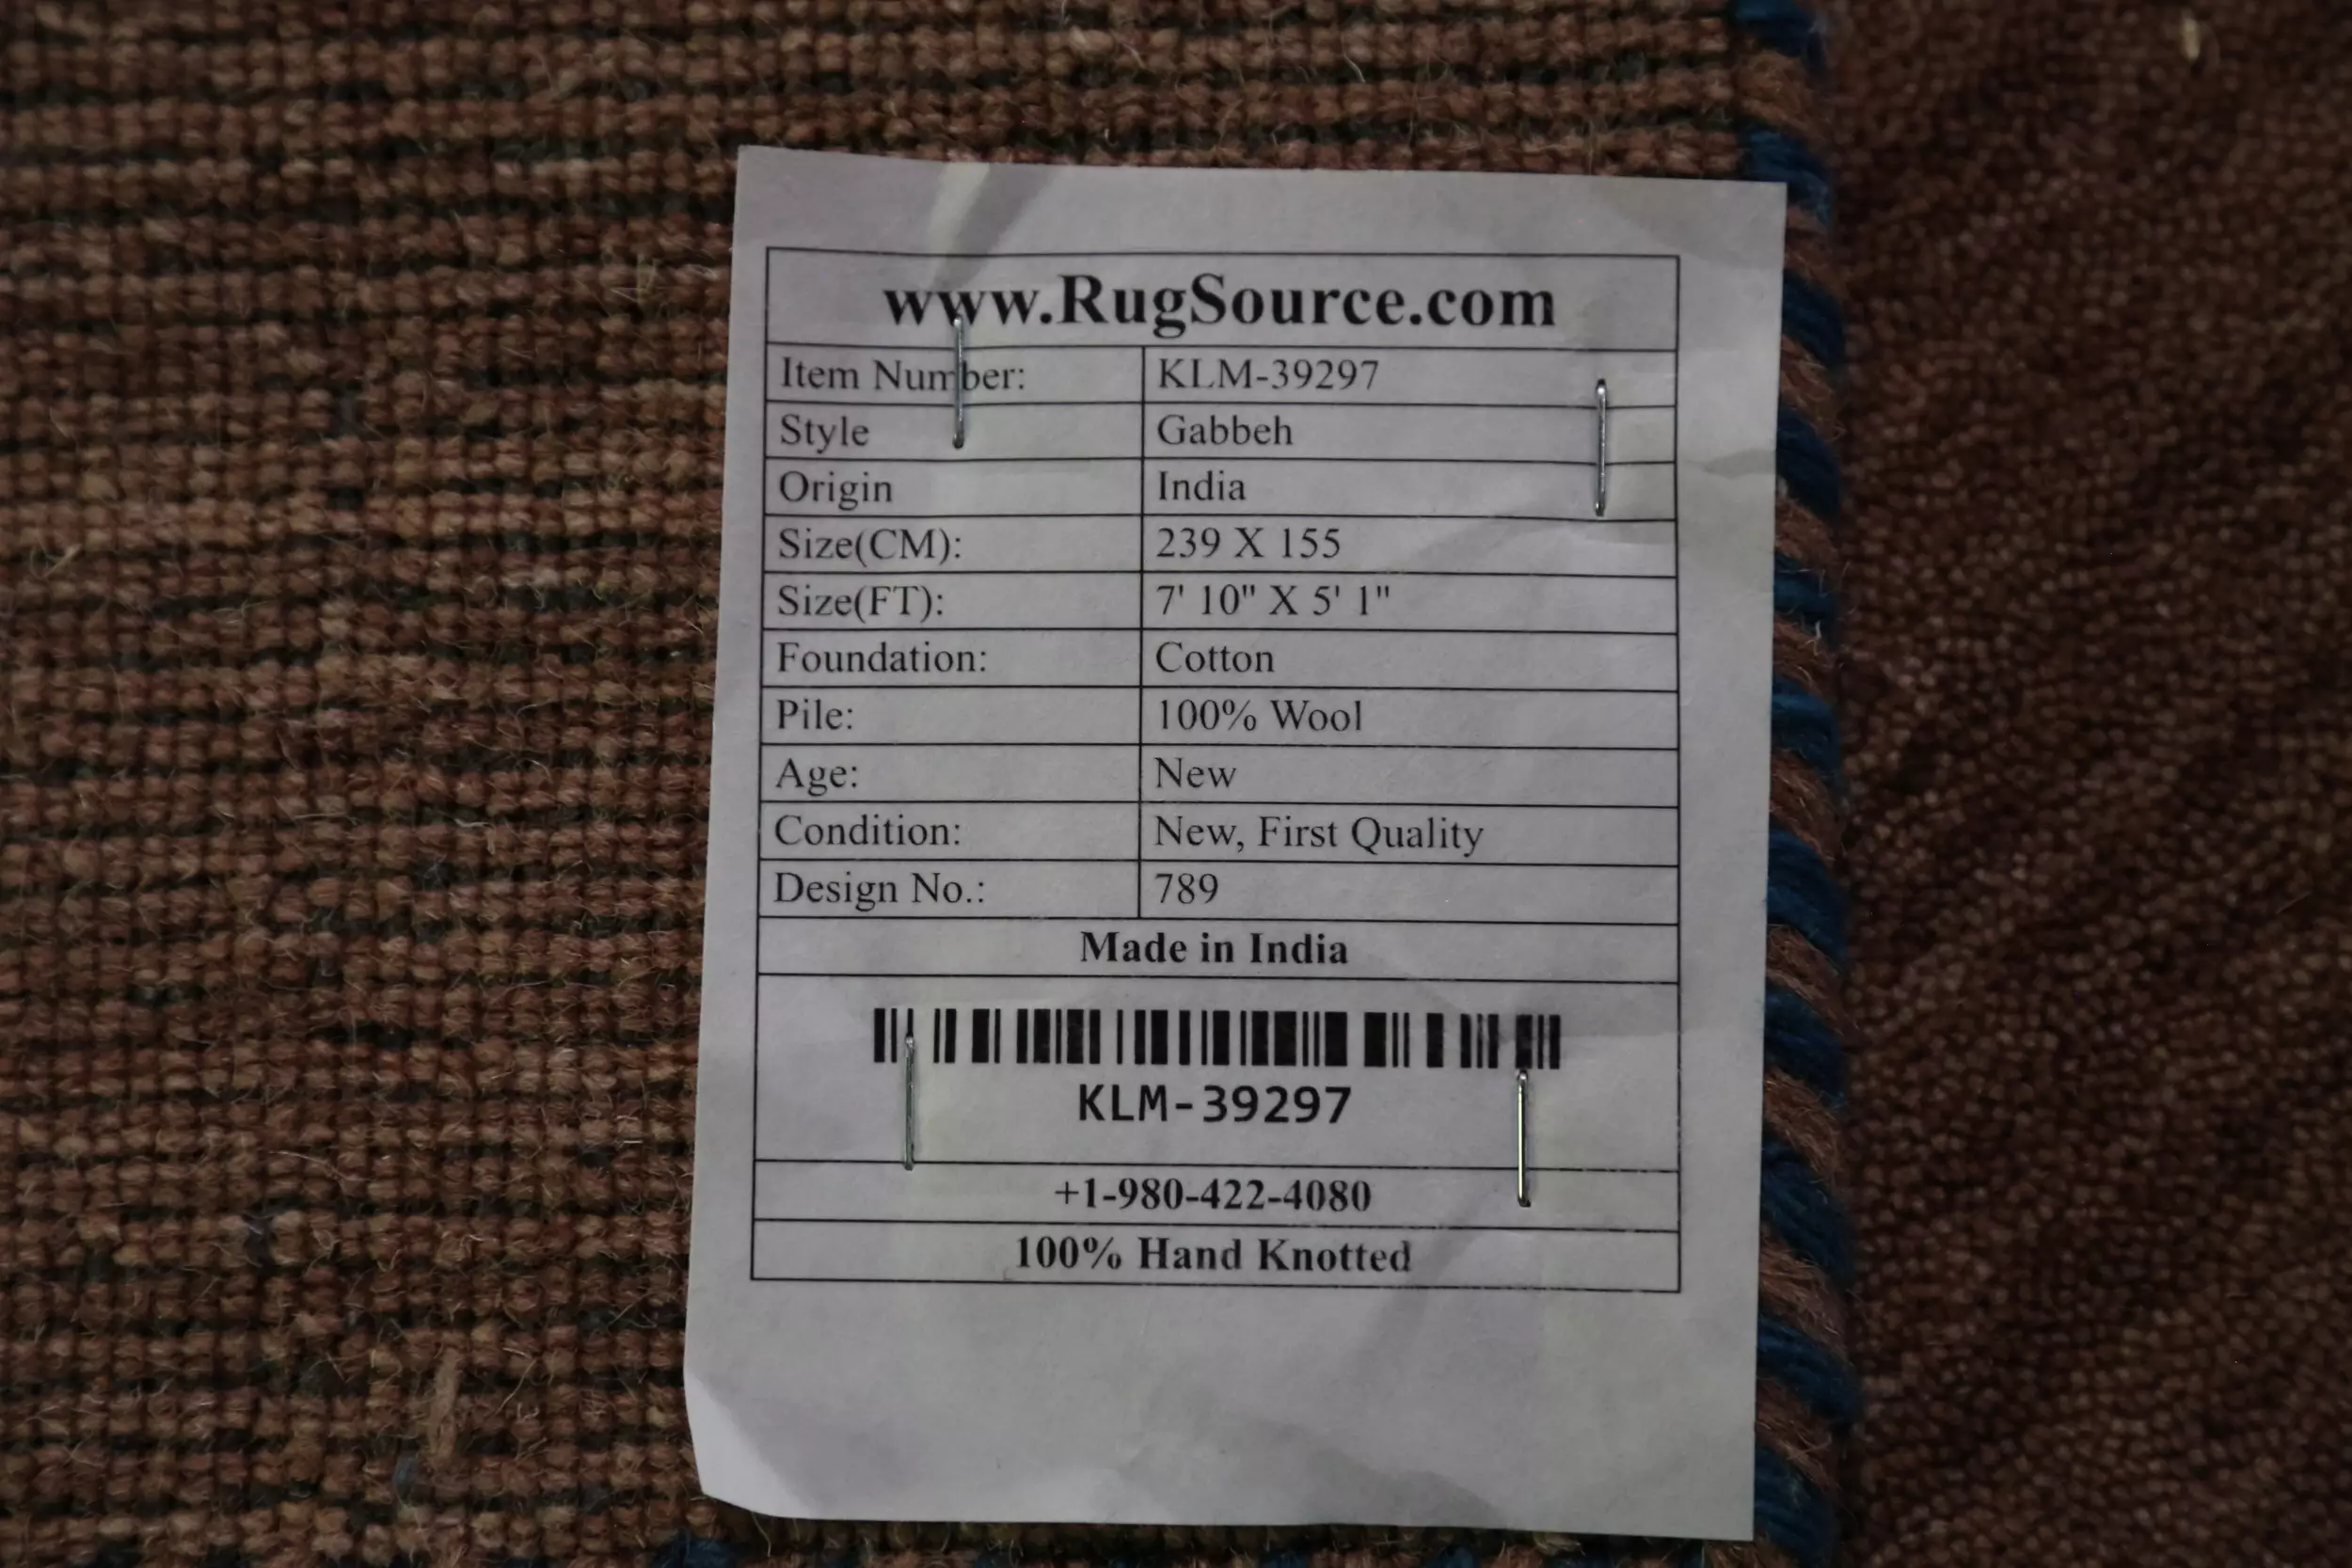 www.RugSource.com
Item Number: KLM-39297
Style Gabbeh
Origin India
Size(CM): 239 X 155
Size(FT): 7' 10" X 5' 1"
Foundation: Cotton
Pile: 100% Wool
Age: New
Condition: New, First Quality
Design No.: 789
Made in India
KLM-39297
+1-980-422-4080
100% Hand Knotted